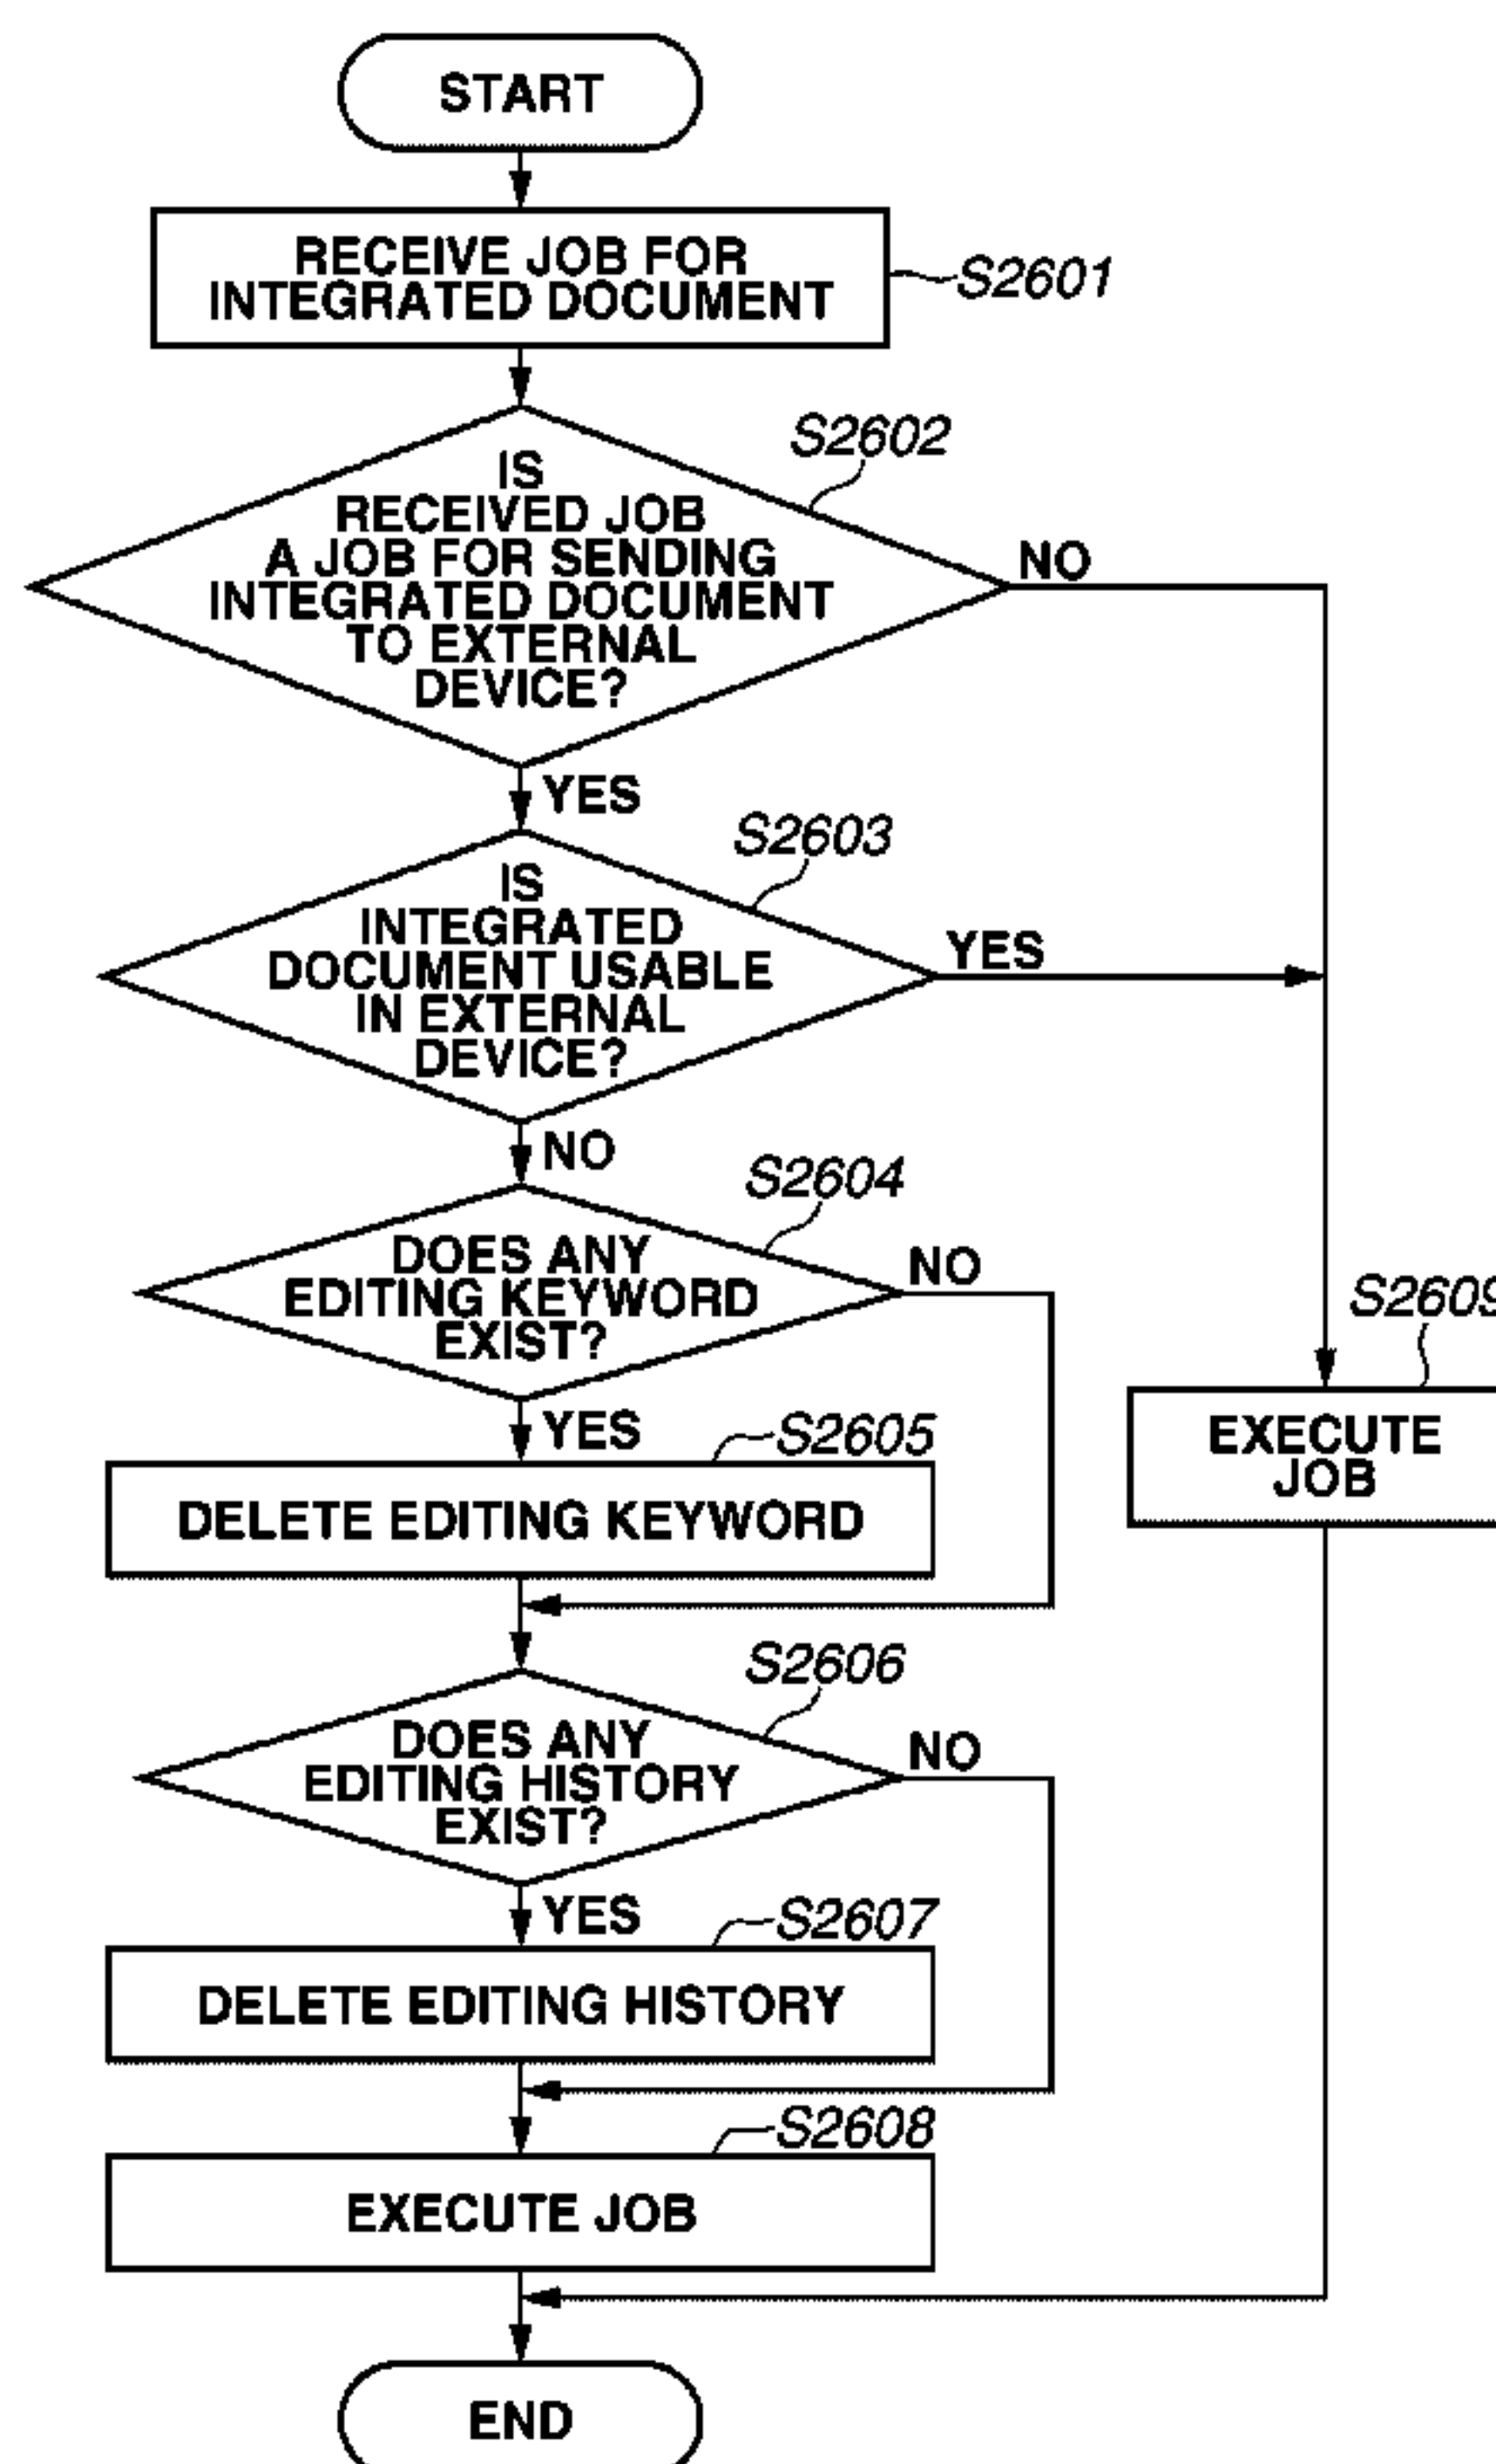 START
RECEIVE JOB FOR
INTEGRATED DOCUMENT
S2601
S2602
IS
RECEIVED JOB
A JOB FOR SENDING
INTEGRATED DOCUMENT
TO EXTERNAL
DEVICE?
NO
YES
S2603
IS
INTEGRATED
DOCUMENT USABLE
IN EXTERNAL
DEVICE?
YES
NO
S2604
DOES ANY
EDITING KEYWORD
EXIST?
NO
YES
S2605
DELETE EDITING KEYWORD
S2609
EXECUTE
JOB
S2606
DOES ANY
EDITING HISTORY
EXIST?
NO
YES
S2607
DELETE EDITING HISTORY
S2608
EXECUTE JOB
END